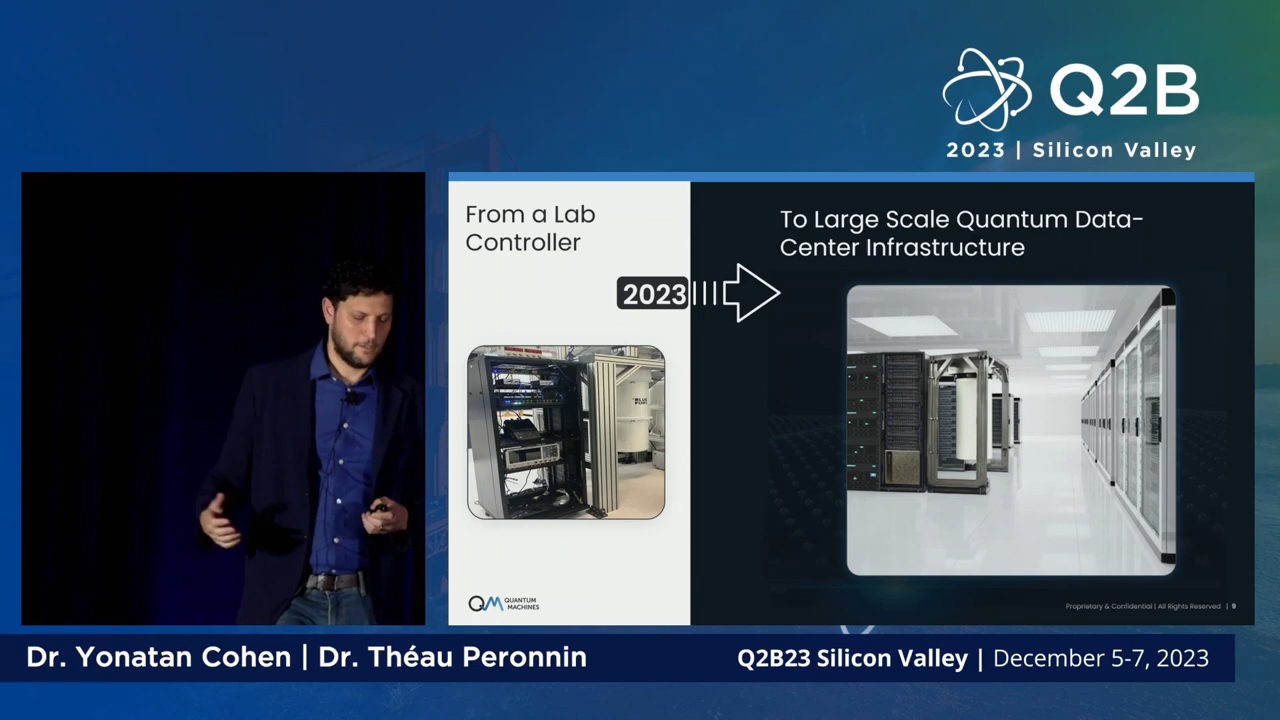 Q2B
2023 | Silicon Valley
From a Lab
Controller
2023
To Large Scale Quantum Data-
Center Infrastructure
QM QUANTUM
MACHINES
Proprietary & Confidential | All Rights Reserved | 9
Dr. Yonatan Cohen | Dr. Théau Peronnin
Q2B23 Silicon Valley | December 5-7, 2023